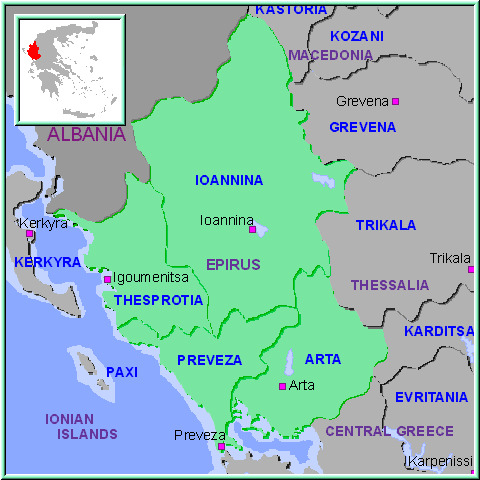 KASTORIA
KOZANI
MACEDONIA
Grevena
GREVENA
ALBANIA
IOANNINA
Ioannina
Kerkyra
TRIKALA
KERKYRA
EPIRUS
Trikala
Igoumenitsa
THESSALIA
THESPROTIA
KARDITSA
PREVEZA
ARTA
PAXI
Arta
EVRITANIA
IONIAN
ISLANDS
Preveza
CENTRAL GREECE
Karpenissi